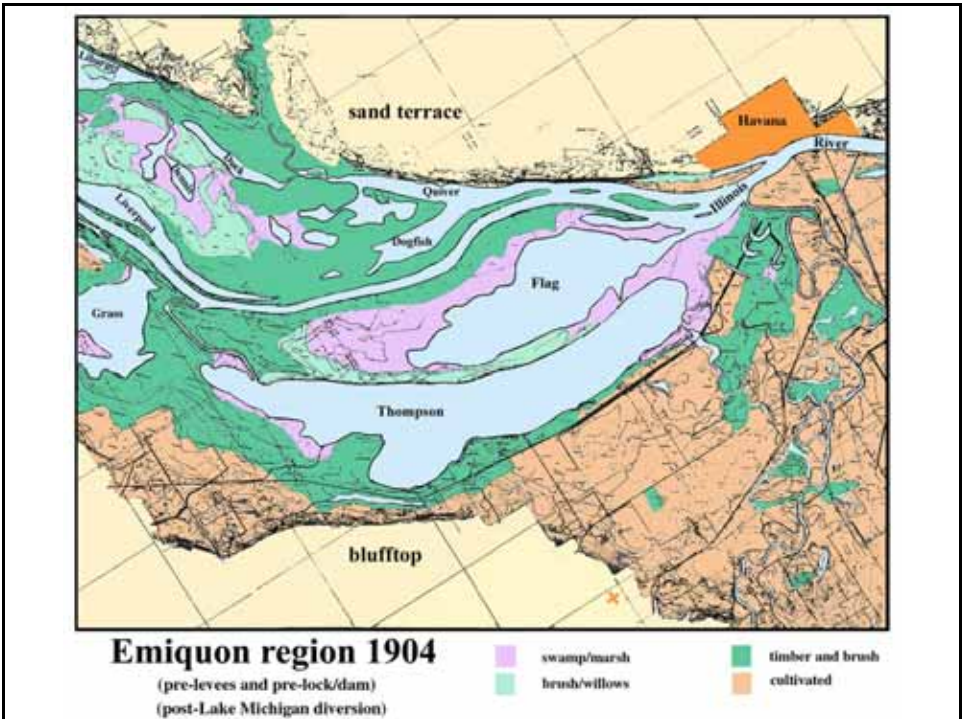 sand terrace
Havana
River
Illinois
Duck
Quiver
Liverpool
Dogfish
Flag
Grass
Thompson
blufftop
Emiquon region 1904
(pre-levees and pre-lock/dam)
(post-Lake Michigan diversion)
swamp/marsh
brush/willows
timber and brush
cultivated